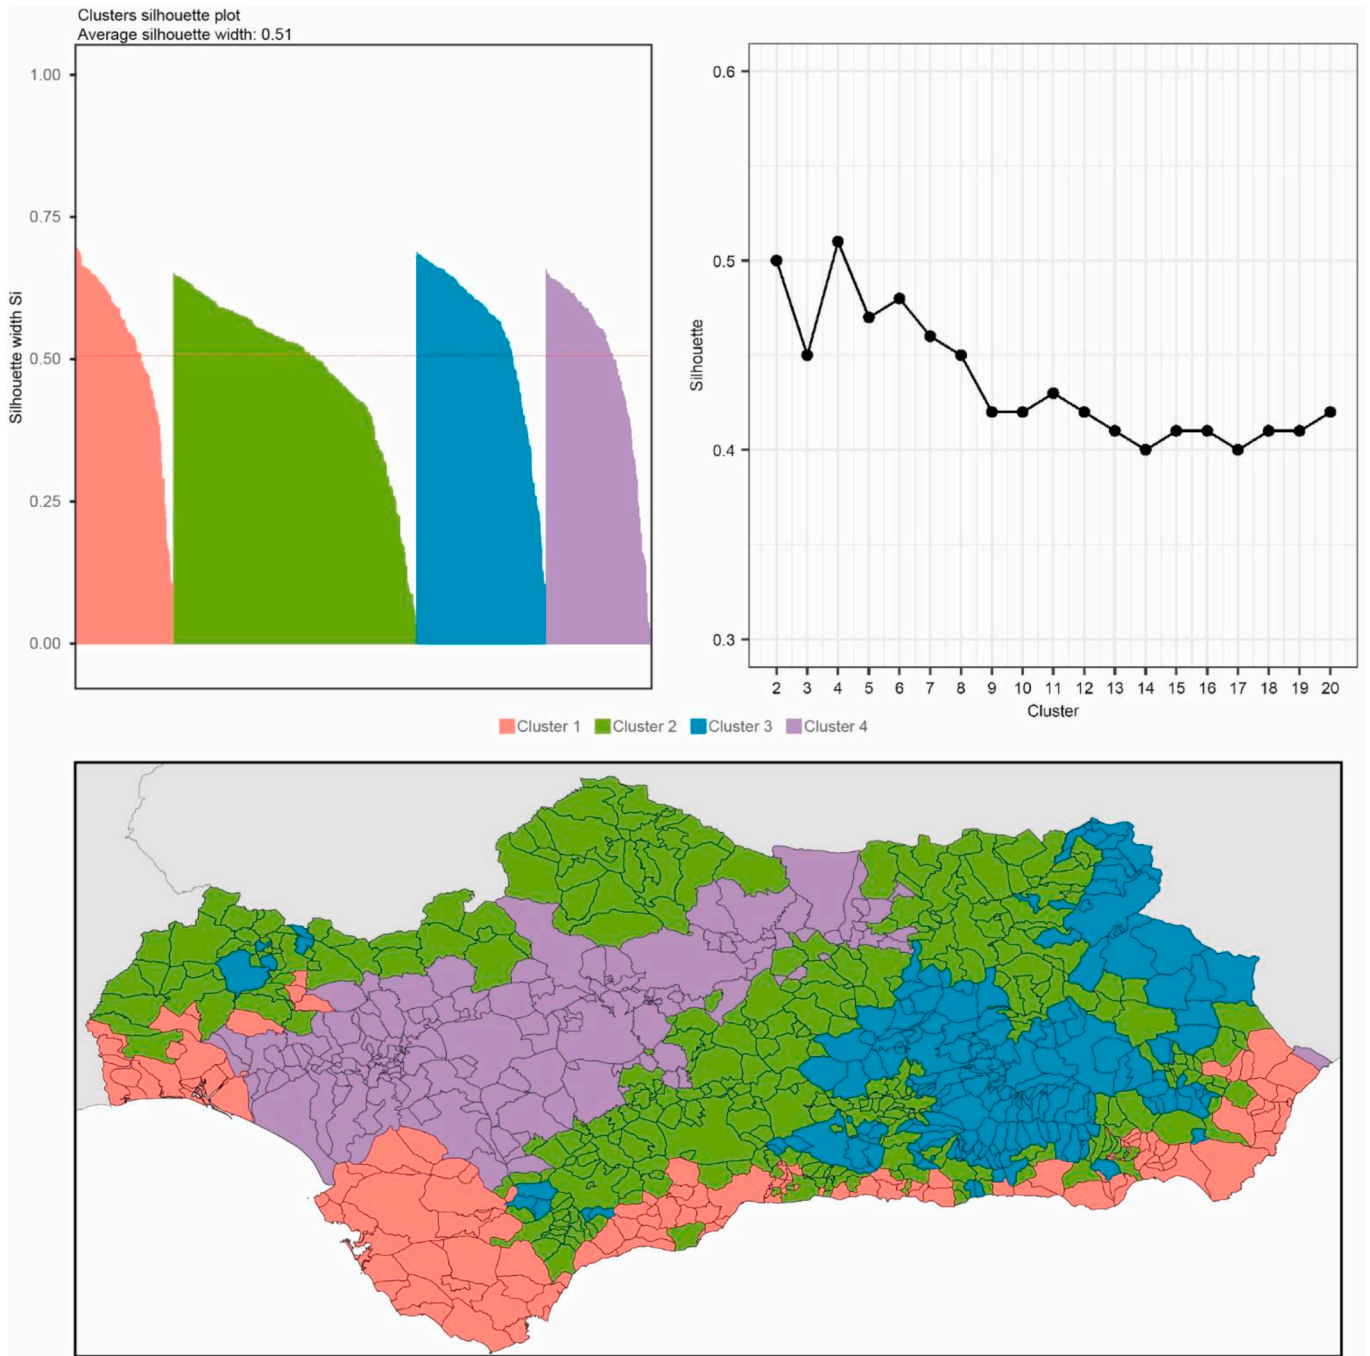 Clusters silhouette plot
Average silhouette width: 0.51
1.00
0.75
0.50
0.25
0.00
Silhouette width Si
0.6
0.5
0.4
0.3
Silhouette
2 3 4 5 6 7 8 9 10 11 12 13 14 15 16 17 18 19 20
Cluster
Cluster 1 Cluster 2 Cluster 3 Cluster 4